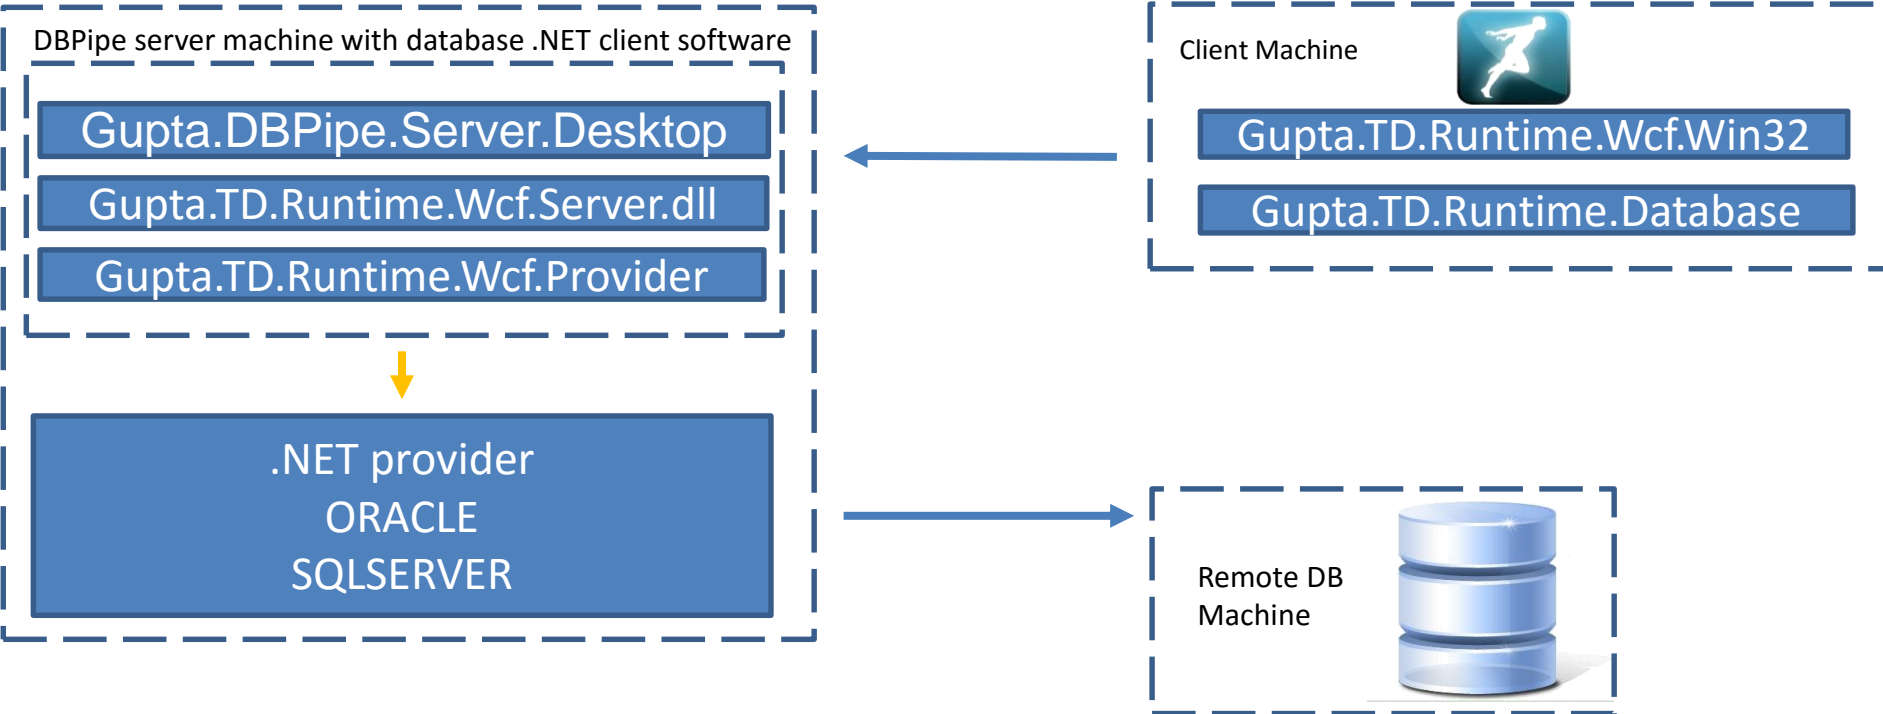 DBPipe server machine with database .NET client software
Gupta.DBPipe.Server.Desktop
Gupta.TD.Runtime.Wcf.Server.dll
Gupta.TD.Runtime.Wcf.Provider
.NET provider
ORACLE
SQLSERVER
Client Machine
Gupta.TD.Runtime.Wcf.Win32
Gupta.TD.Runtime.Database
Remote DB
Machine